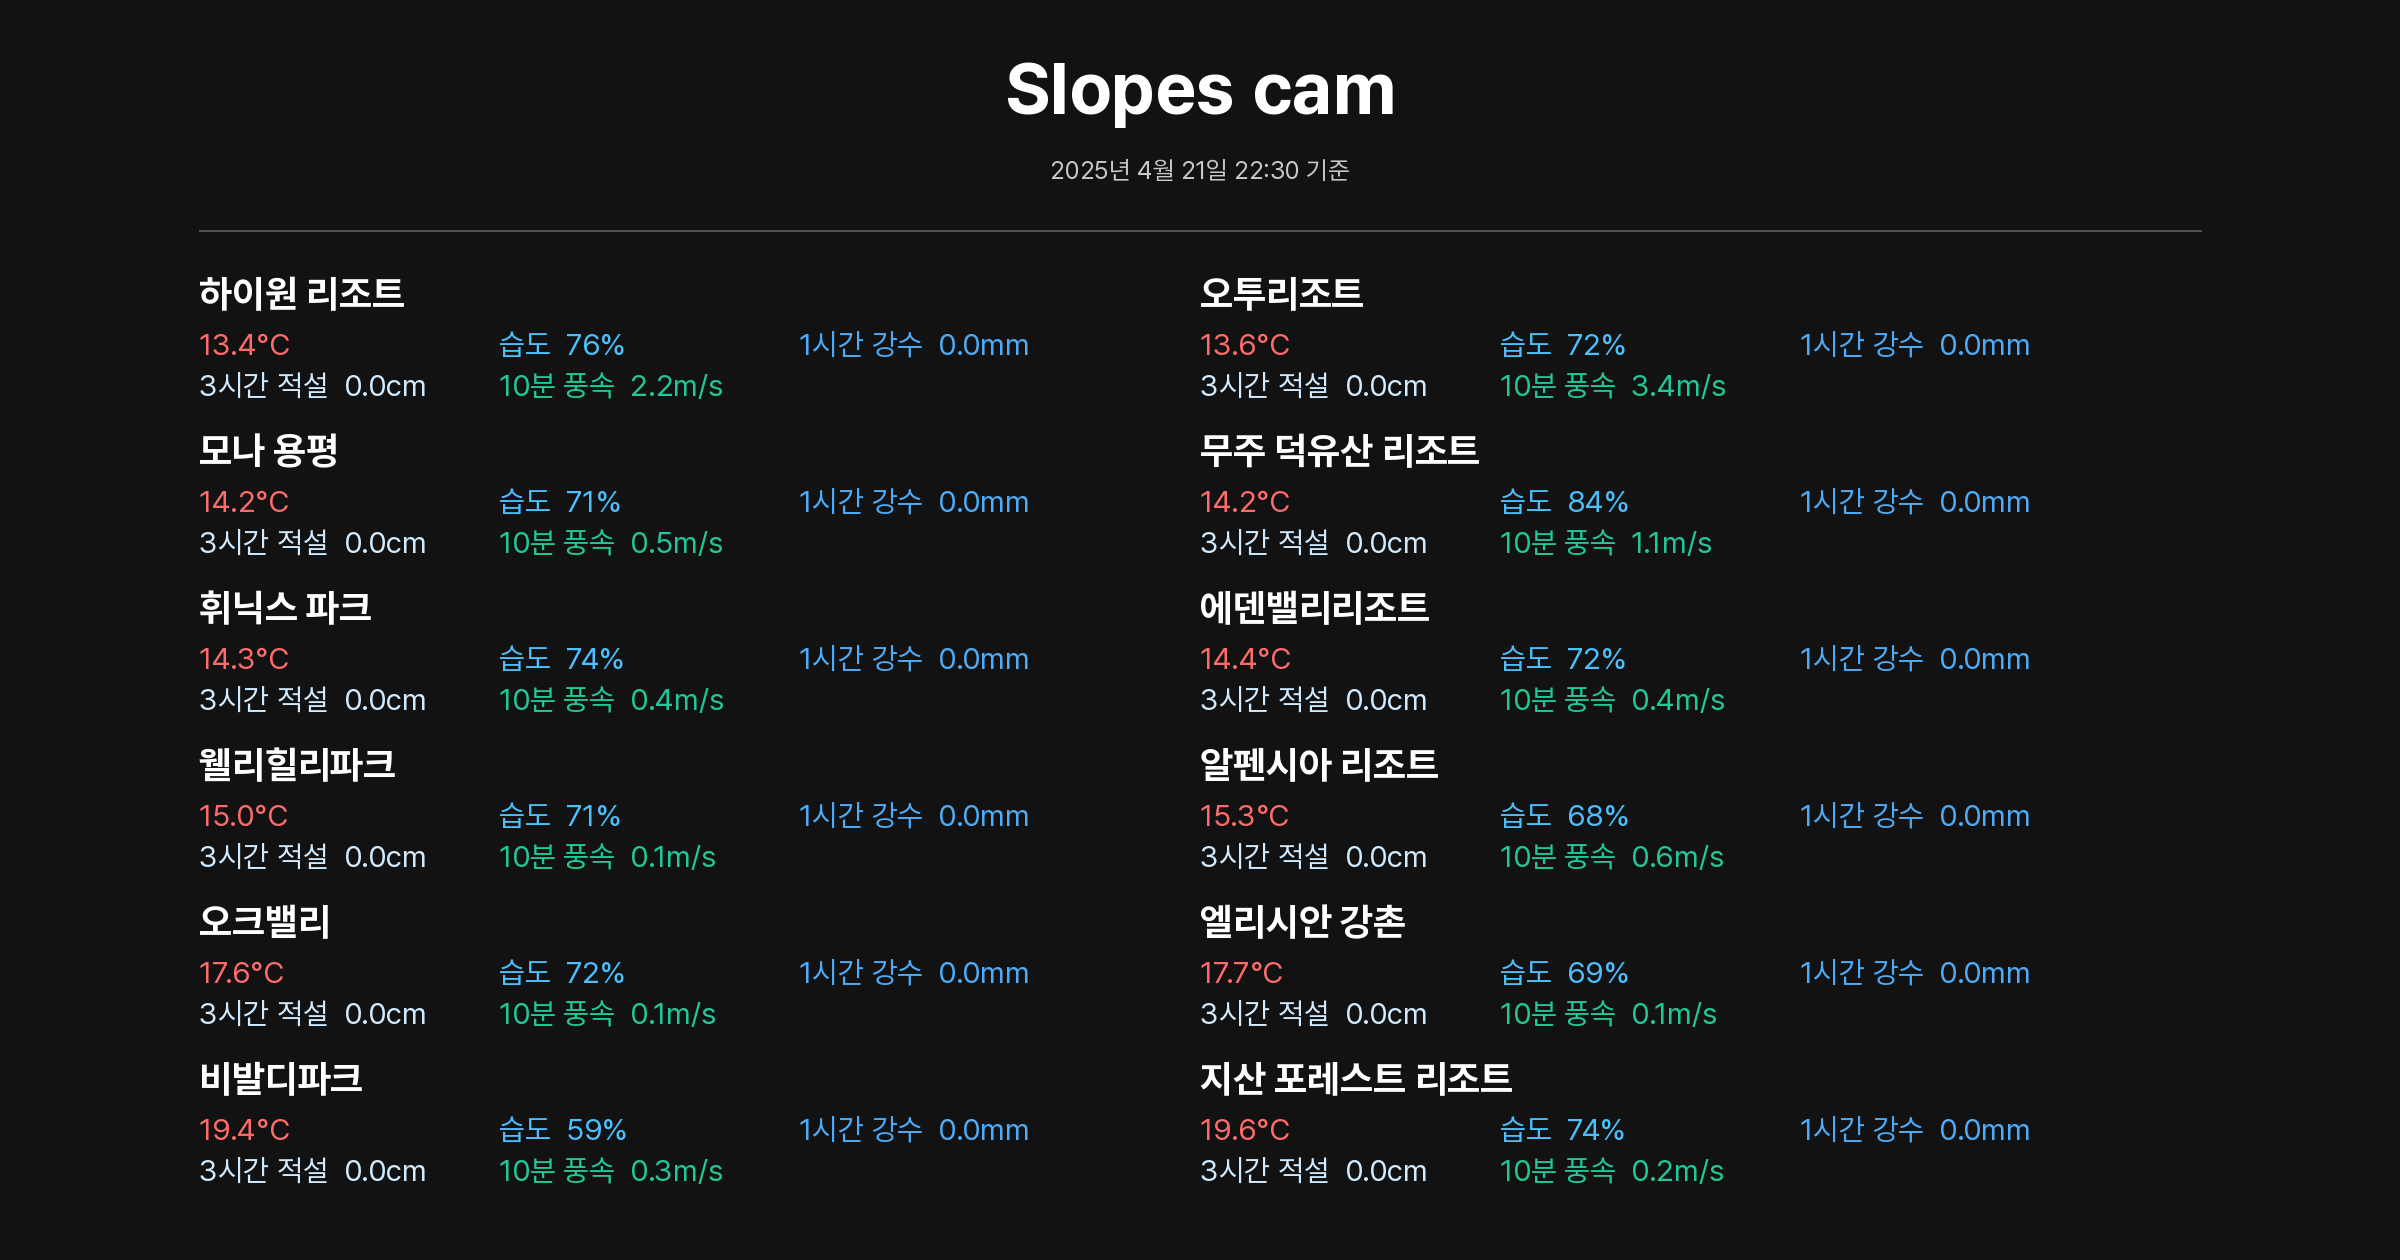 Slopes cam
2025년 4월 21일 22:30 기준
하이원 리조트
13.4°C 습도 76% 1시간 강수 0.0mm
3시간 적설 0.0cm 10분 풍속 2.2m/s
오투리조트
13.6°C 습도 72% 1시간 강수 0.0mm
3시간 적설 0.0cm 10분 풍속 3.4m/s
모나 용평
14.2°C 습도 71% 1시간 강수 0.0mm
3시간 적설 0.0cm 10분 풍속 0.5m/s
무주 덕유산 리조트
14.2°C 습도 84% 1시간 강수 0.0mm
3시간 적설 0.0cm 10분 풍속 1.1m/s
휘닉스 파크
14.3°C 습도 74% 1시간 강수 0.0mm
3시간 적설 0.0cm 10분 풍속 0.4m/s
에덴밸리리조트
14.4°C 습도 72% 1시간 강수 0.0mm
3시간 적설 0.0cm 10분 풍속 0.4m/s
웰리힐리파크
15.0°C 습도 71% 1시간 강수 0.0mm
3시간 적설 0.0cm 10분 풍속 0.1m/s
알펜시아 리조트
15.3°C 습도 68% 1시간 강수 0.0mm
3시간 적설 0.0cm 10분 풍속 0.6m/s
오크밸리
17.6°C 습도 72% 1시간 강수 0.0mm
3시간 적설 0.0cm 10분 풍속 0.1m/s
엘리시안 강촌
17.7°C 습도 69% 1시간 강수 0.0mm
3시간 적설 0.0cm 10분 풍속 0.1m/s
비발디파크
19.4°C 습도 59% 1시간 강수 0.0mm
3시간 적설 0.0cm 10분 풍속 0.3m/s
지산 포레스트 리조트
19.6°C 습도 74% 1시간 강수 0.0mm
3시간 적설 0.0cm 10분 풍속 0.2m/s